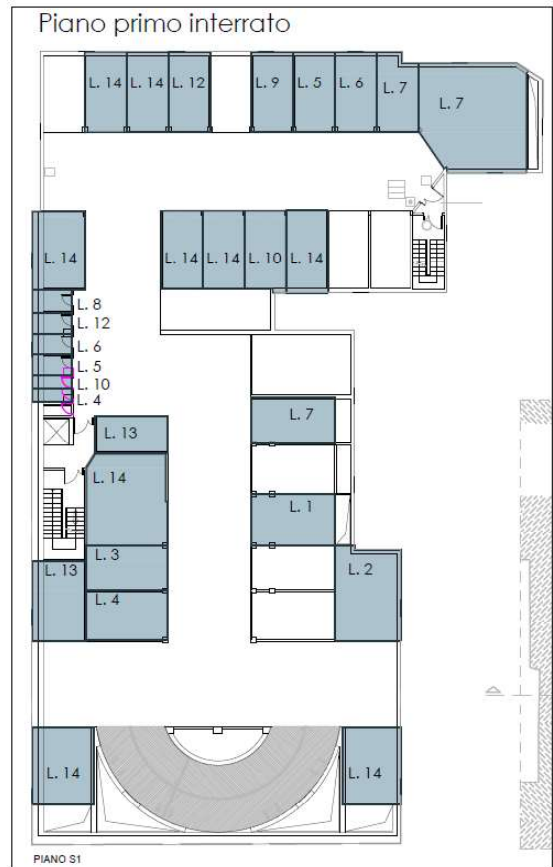 Piano primo interrato
L. 14
L. 14
L. 12
L. 9
L. 5
L. 6
L. 7
L. 7
L. 14
L. 14
L. 14
L. 10
L. 14
L. 8
L. 12
L. 6
L. 5
L. 10
L. 4
L. 7
L. 13
L. 14
L. 1
L. 3
L. 2
L. 13
L. 4
L. 14
L. 14
PIANO S1